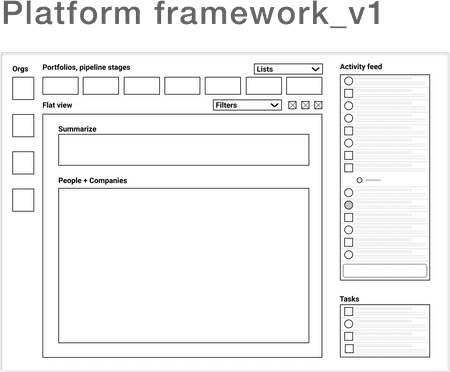 Platform framework_v1
Orgs
Portfolios, pipeline stages
Lists
Activity feed
Flat view
Filters
Summarize
People + Companies
Tasks